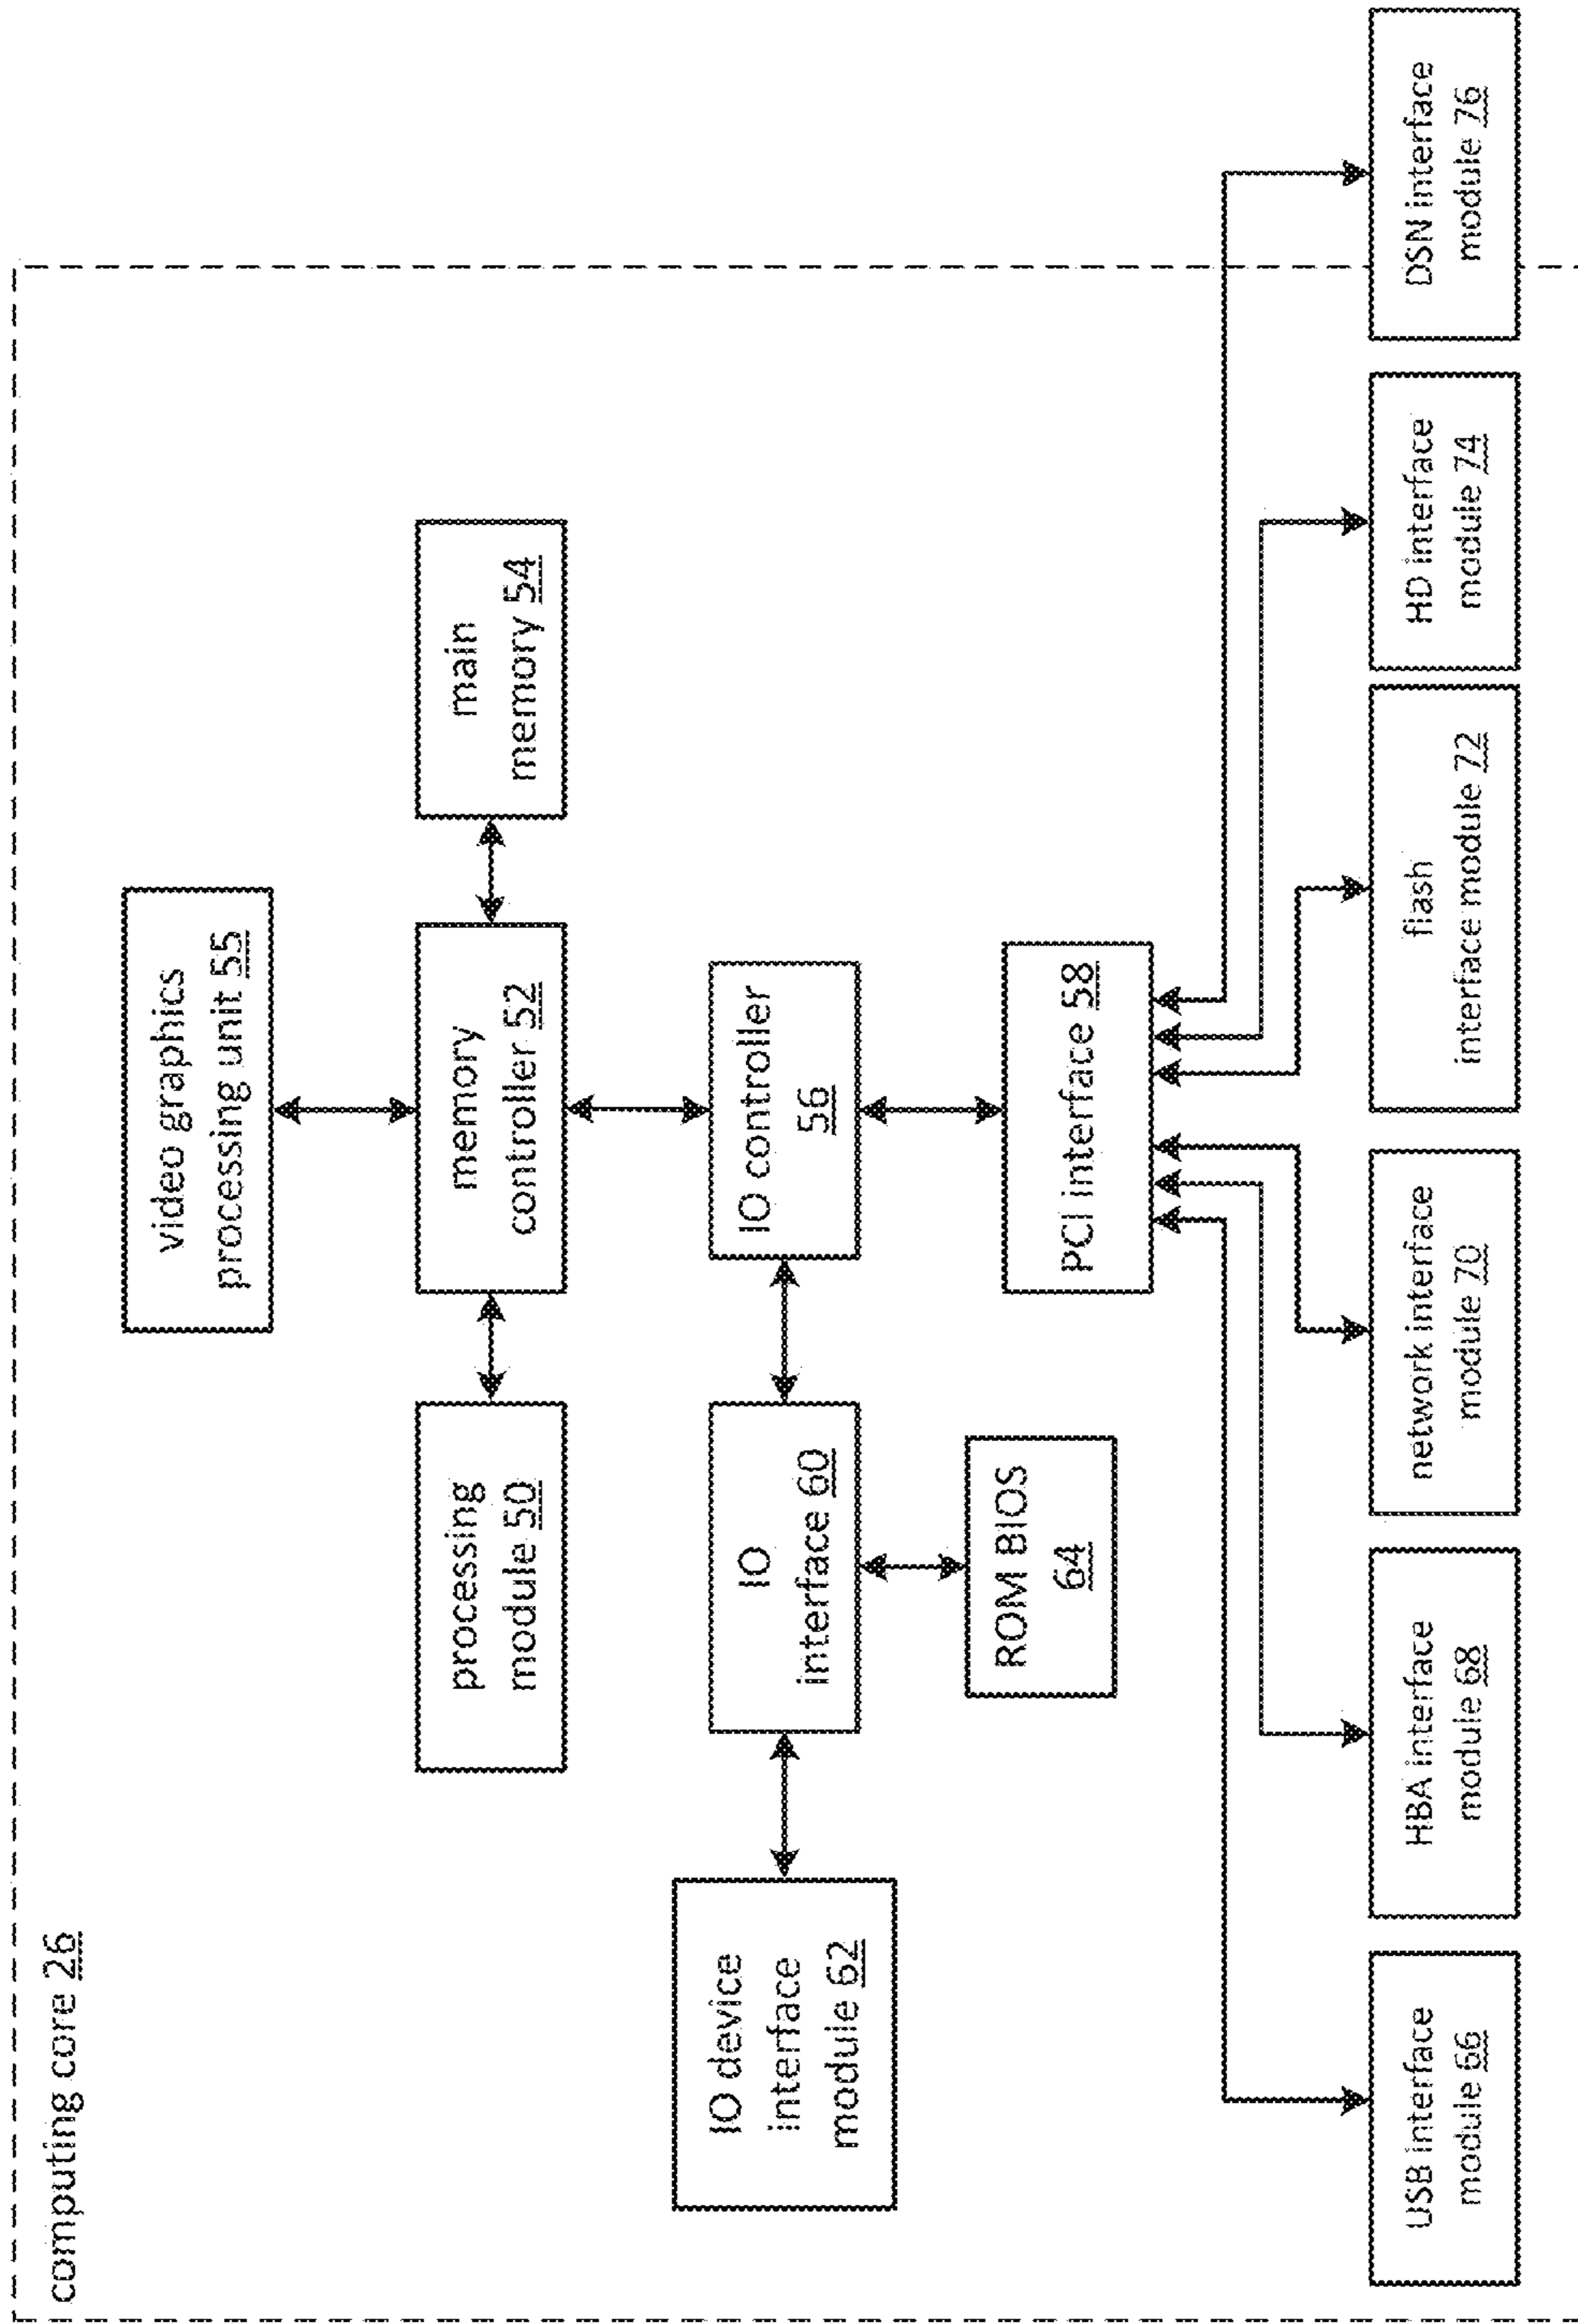 computing core 26
video graphics
processing unit 55
processing
module 50
memory
controller 52
main
memory 54
IO device
interface
module 62
IO
interface 60
IO controller
56
ROM BIOS
64
PCI interface 58
USB interface
module 66
HBA interface
module 68
network interface
module 70
flash
interface module 72
HD interface
module 74
DSN interface
module 76